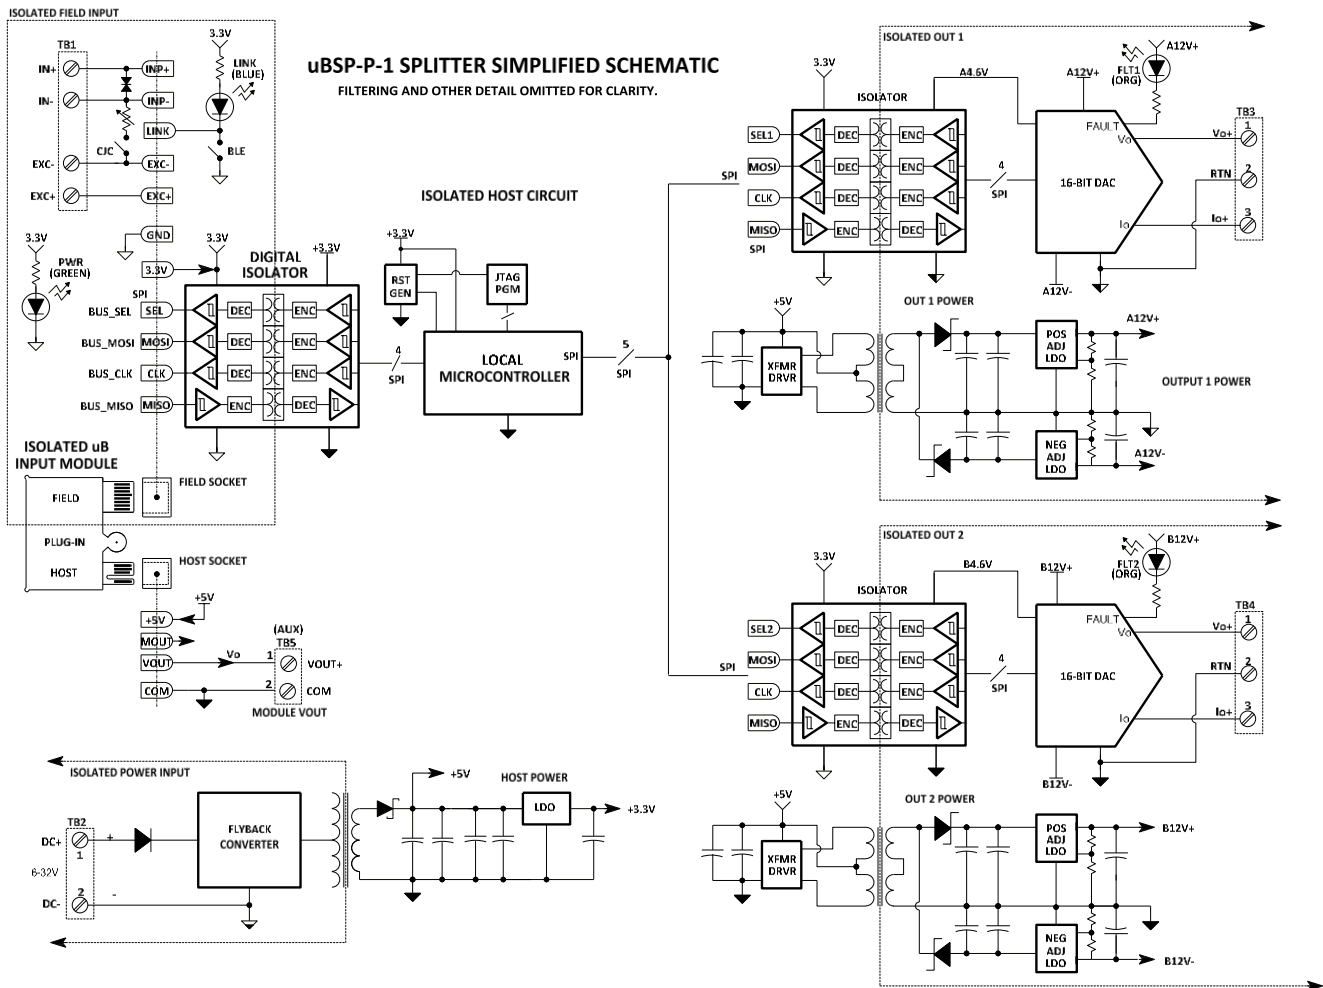 ISOLATED FIELD INPUT
TB1
IN+
INP+
IN-
INP-
LINK
CJC
EXC-
EXC-
EXC+
EXC+
GND
3.3V
LINK
(BLUE)
BLE
3.3V
PWR
(GREEN)
3.3V
3.3V
+3.3V
DIGITAL
ISOLATOR
SPI
BUS_SEL
SEL
DEC
ENC
BUS_MOSI
MOSI
DEC
ENC
BUS_CLK
CLK
DEC
ENC
BUS_MISO
MISO
ENC
DEC
uBSP-P-1 SPLITTER SIMPLIFIED SCHEMATIC
FILTERING AND OTHER DETAIL OMITTED FOR CLARITY.
ISOLATED HOST CIRCUIT
+3.3V
RST
GEN
JTAG
PGM
4
SPI
LOCAL
MICROCONTROLLER
SPI
5
SPI
ISOLATED uB
INPUT MODULE
FIELD
FIELD SOCKET
PLUG-IN
HOST
HOST SOCKET
+5V
+5V
MOUT
VOUT
Vo
COM
(AUX)
TB5
1
VOUT+
2
COM
MODULE VOUT
ISOLATED POWER INPUT
TB2
DC+
+
1
6-32V
2
DC-
-
FLYBACK
CONVERTER
+5V
HOST POWER
LDO
+3.3V
ISOLATED OUT 1
3.3V
A4.6V
ISOLATOR
SPI
SEL1
DEC
ENC
MOSI
DEC
ENC
CLK
DEC
ENC
MISO
ENC
DEC
SPI
4
SPI
A12V+
FAULT
Vo
16-BIT DAC
Io
A12V-
A12V+
FLT1
(ORG)
TB3
Vo+
1
RTN
2
Io+
3
OUT 1 POWER
+5V
XFMR
DRVR
POS
ADJ
LDO
A12V+
OUTPUT 1 POWER
NEG
ADJ
LDO
A12V-
ISOLATED OUT 2
3.3V
B4.6V
ISOLATOR
SPI
SEL2
DEC
ENC
MOSI
DEC
ENC
CLK
DEC
ENC
MISO
ENC
DEC
4
SPI
B12V+
FAULT
Vo
16-BIT DAC
Io
B12V-
B12V+
FLT2
(ORG)
TB4
Vo+
1
RTN
2
Io+
3
OUT 2 POWER
+5V
XFMR
DRVR
POS
ADJ
LDO
B12V+
NEG
ADJ
LDO
B12V-